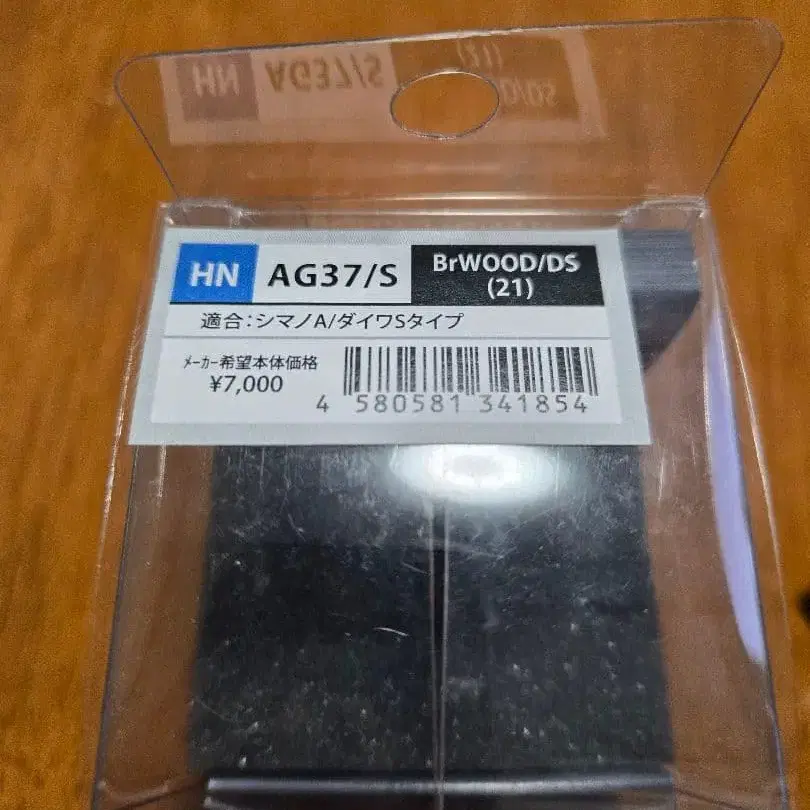 HN AG37/S BrWOOD/DS
(21)
適合:シマノA/ダイワSタイプ
ﾒｰｶｰ希望本体価格
¥7,000
4 580581 341854